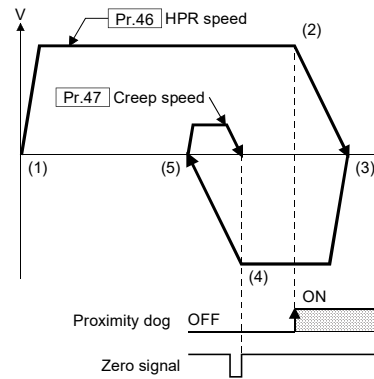 V
Pr.46 HPR speed
(2)
Pr.47 Creep speed
(1)
(5)
(3)
(4)
ON
Proximity dog OFF
Zero signal